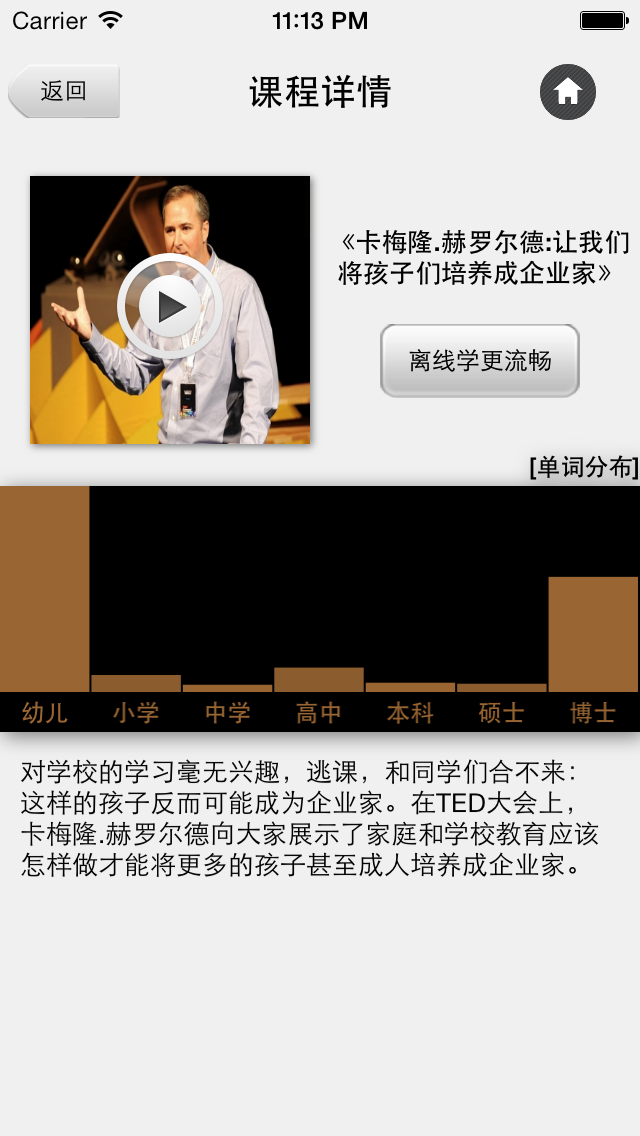 Carrier
11:13 PM
返回
课程详情
《卡梅隆.赫罗尔德:让我们
将孩子们培养成企业家》
离线学更流畅
[单词分布]
幼儿 小学 中学 高中 本科 硕士 博士
对学校的学习毫无兴趣，逃课，和同学们合不来：
这样的孩子反而可能成为企业家。在TED大会上，
卡梅隆.赫罗尔德向大家展示了家庭和学校教育应该
怎样做才能将更多的孩子甚至成人培养成企业家。